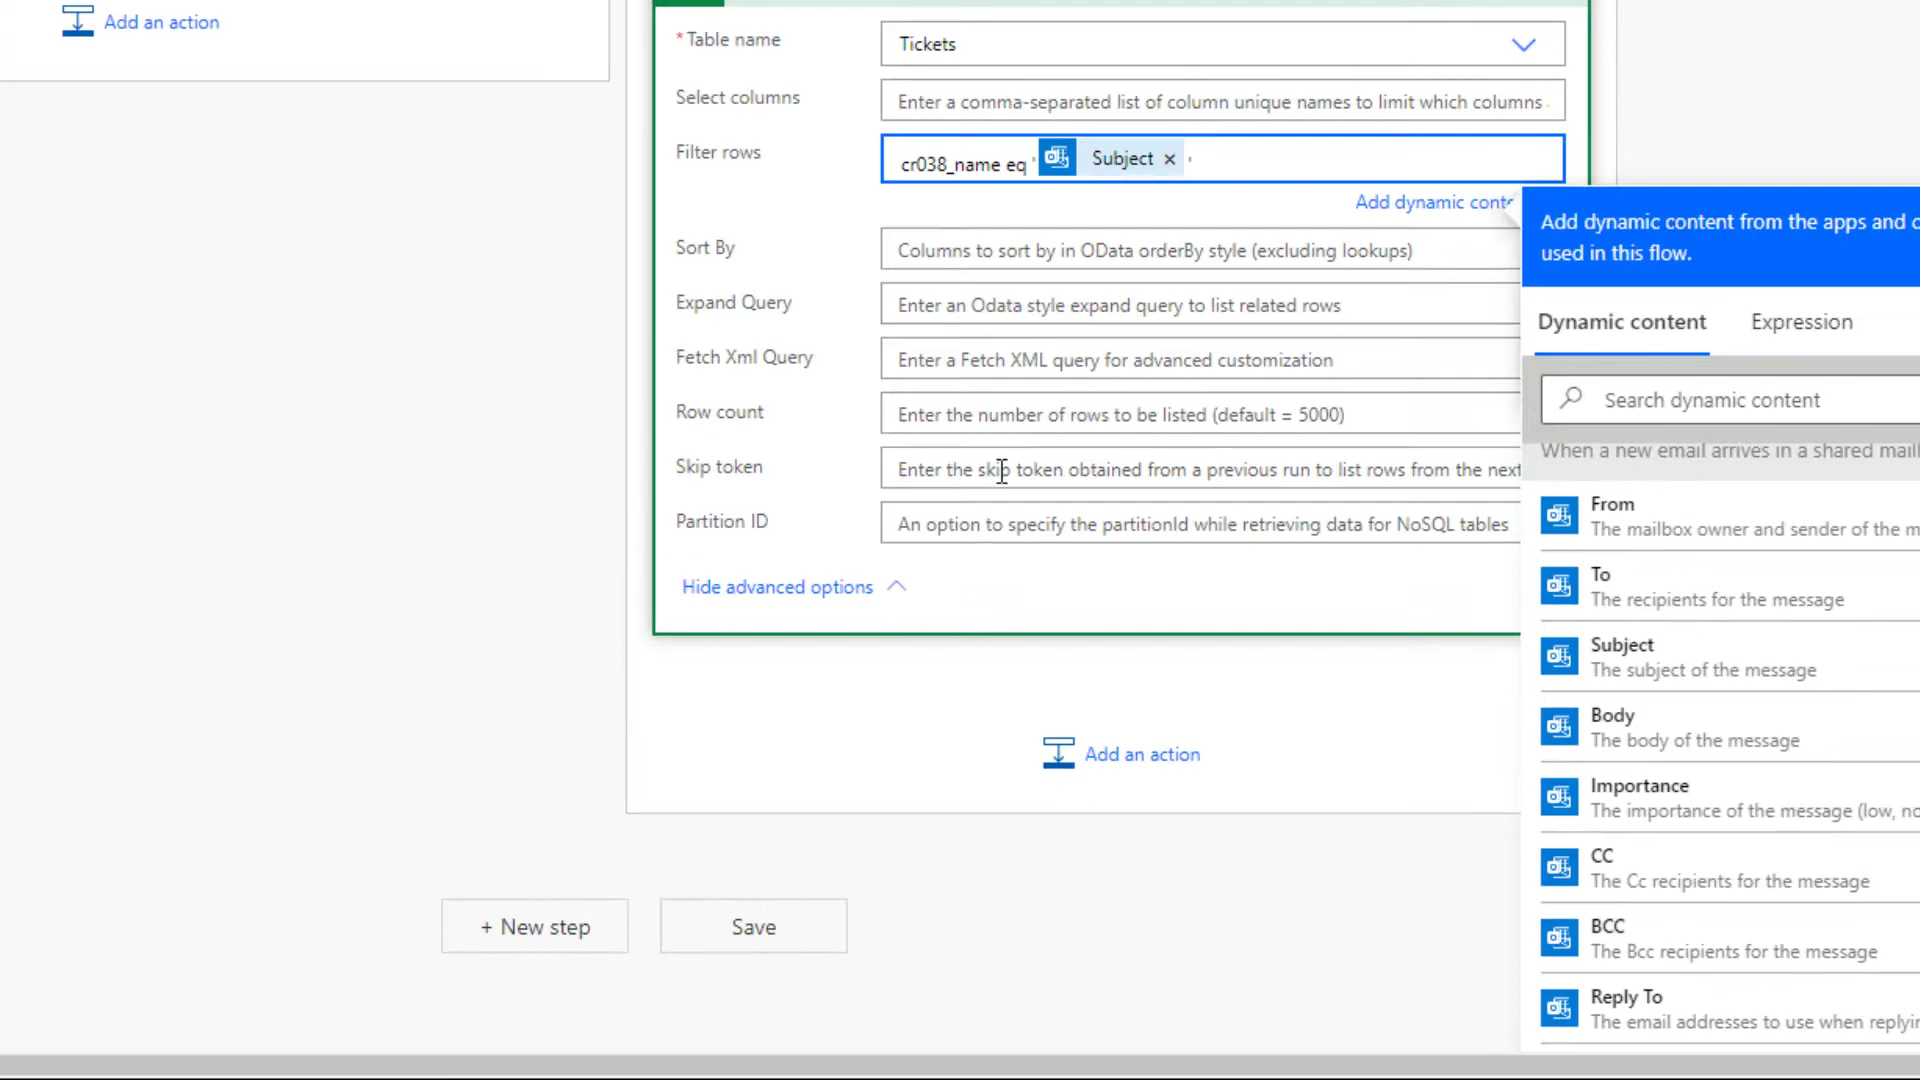 Add an action
* Table name
Tickets
Select columns
Enter a comma-separated list of column unique names to limit which columns
Filter rows
cr038_name eq ' Subject × '
Add dynamic conte
Sort By
Columns to sort by in OData orderBy style (excluding lookups)
Expand Query
Enter an Odata style expand query to list related rows
Fetch Xml Query
Enter a Fetch XML query for advanced customization
Row count
Enter the number of rows to be listed (default = 5000)
Skip token
Enter the skip token obtained from a previous run to list rows from the next
Partition ID
An option to specify the partitionId while retrieving data for NoSQL tables
Hide advanced options
Add an action
+ New step
Save
Add dynamic content from the apps and c
used in this flow.
Dynamic content
Expression
Search dynamic content
When a new email arrives in a shared mail
From
The mailbox owner and sender of the m
To
The recipients for the message
Subject
The subject of the message
Body
The body of the message
Importance
The importance of the message (low, no
CC
The Cc recipients for the message
BCC
The Bcc recipients for the message
Reply To
The email addresses to use when replyin